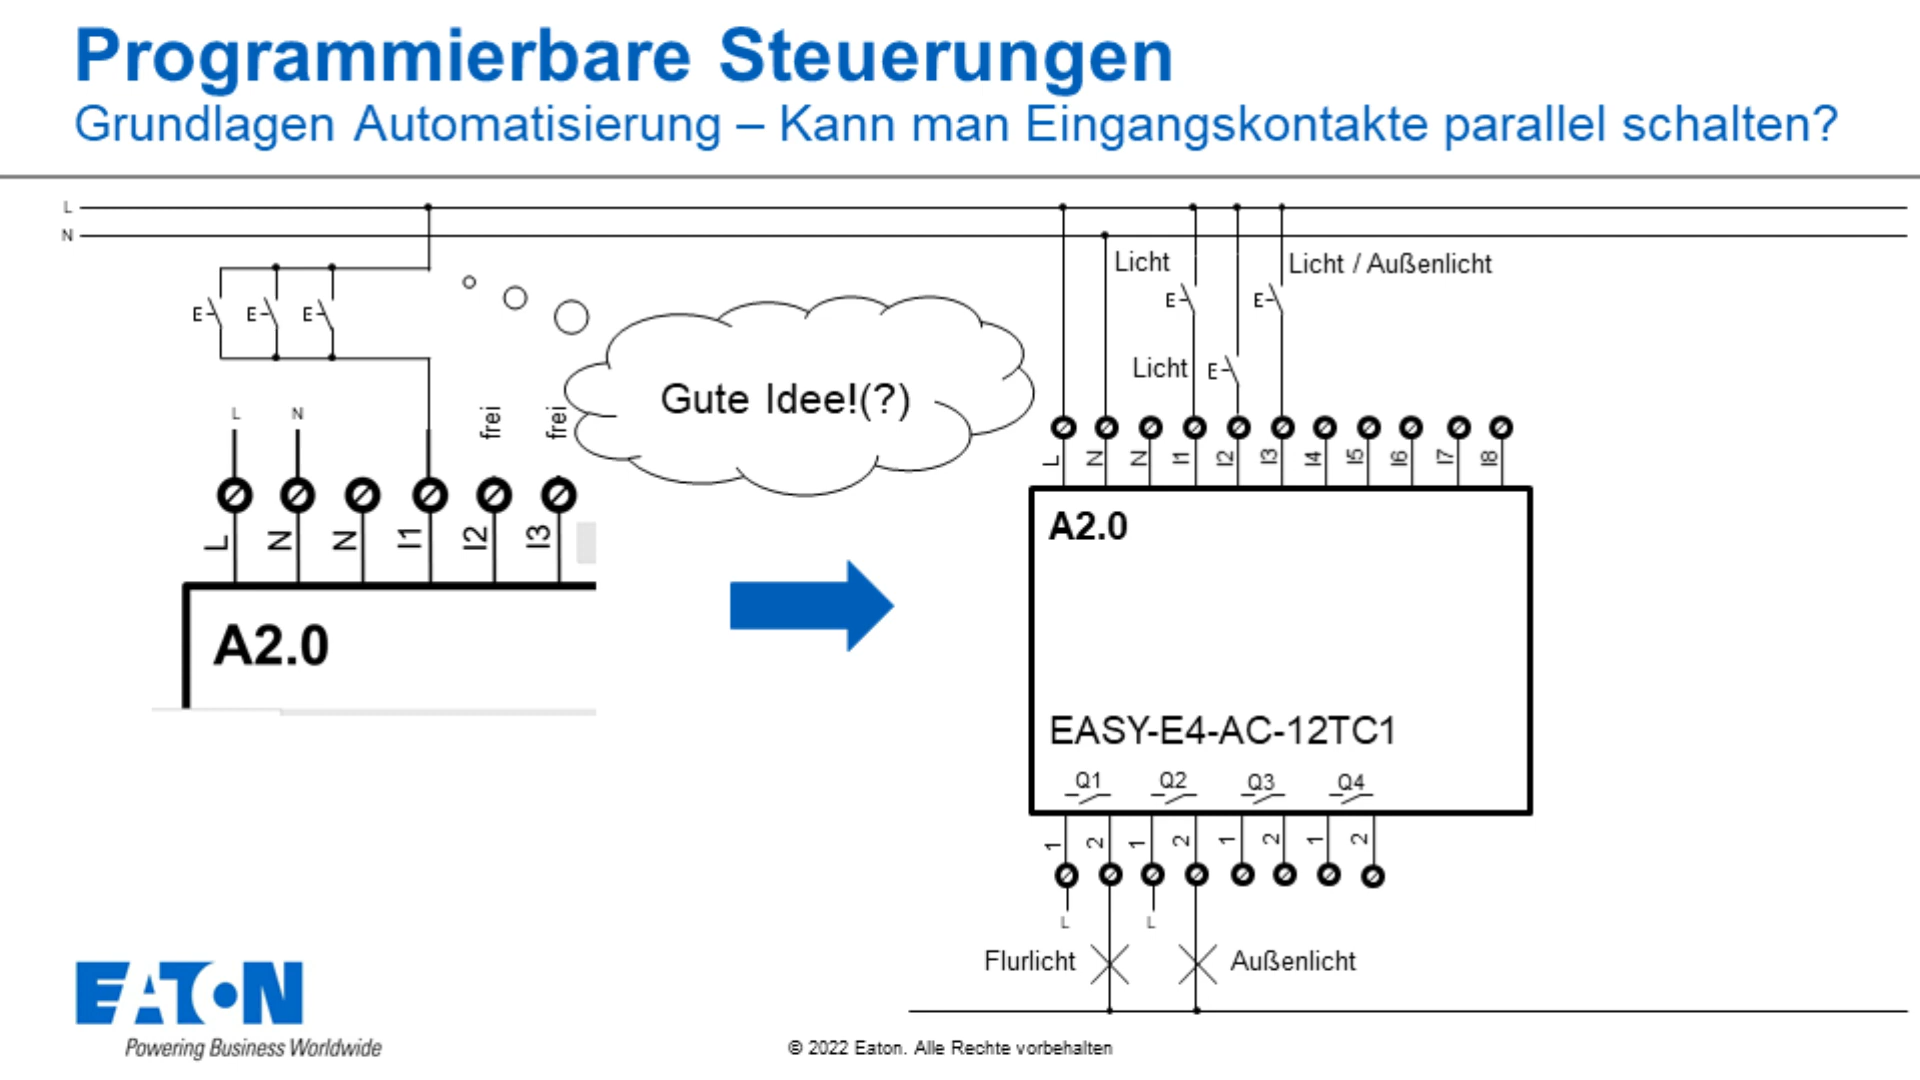 Programmierbare Steuerungen
Grundlagen Automatisierung – Kann man Eingangskontakte parallel schalten?
L
N
E E E
L N frei frei
L N N I1 I2 I3
A2.0
Gute Idee!(?)
Licht
Licht / Außenlicht
E E
Licht E
L N N I1 I2 I3 I4 I5 I6 I7 I8
A2.0
EASY-E4-AC-12TC1
Q1 Q2 Q3 Q4
1 2 1 2 1 2 1 2
L L
Flurlicht
Außenlicht
EATON
Powering Business Worldwide
© 2022 Eaton. Alle Rechte vorbehalten